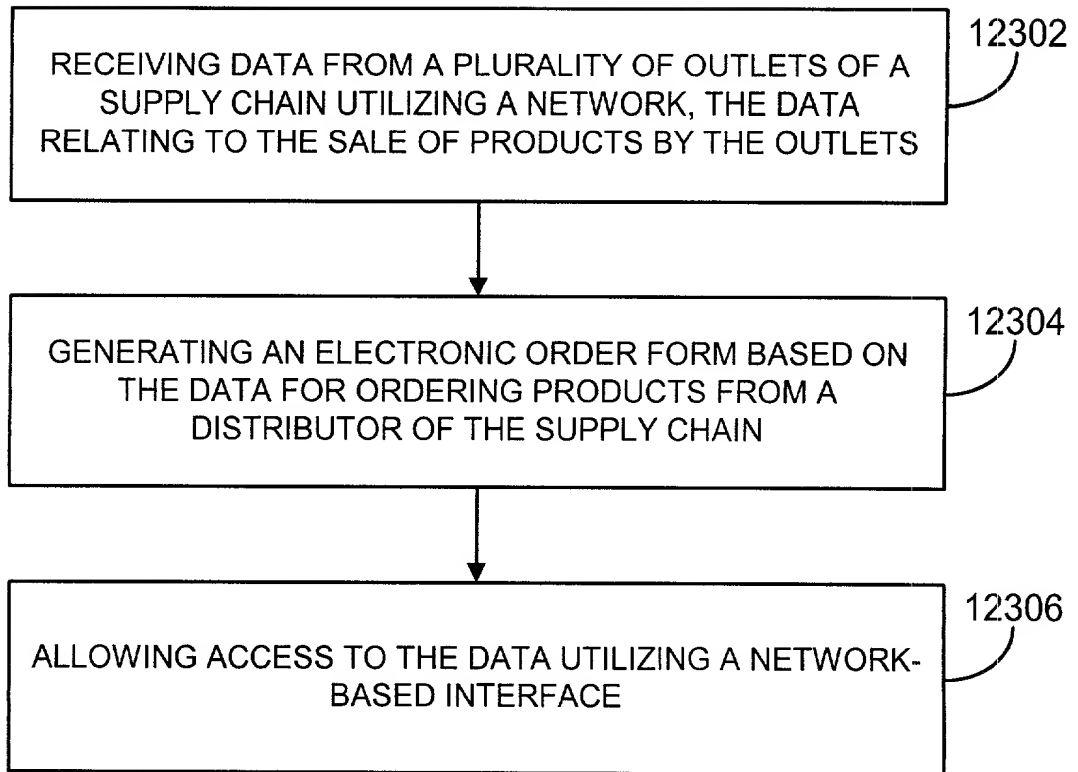 12302
RECEIVING DATA FROM A PLURALITY OF OUTLETS OF A
SUPPLY CHAIN UTILIZING A NETWORK, THE DATA
RELATING TO THE SALE OF PRODUCTS BY THE OUTLETS
12304
GENERATING AN ELECTRONIC ORDER FORM BASED ON
THE DATA FOR ORDERING PRODUCTS FROM A
DISTRIBUTOR OF THE SUPPLY CHAIN
12306
ALLOWING ACCESS TO THE DATA UTILIZING A NETWORK-
BASED INTERFACE